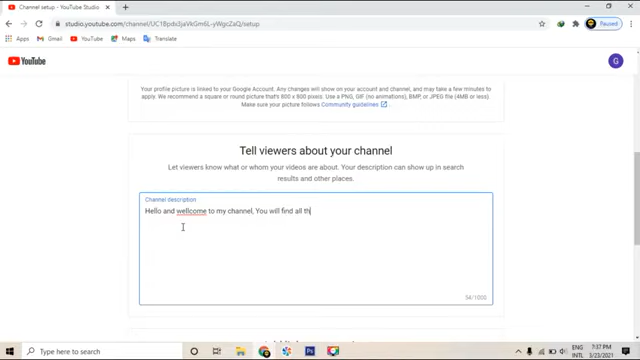 Channel setup - YouTube Studio
studio.youtube.com/channel/UC1Bpdxi3jaVkGm6L-yWgcZaQ/setup
Paused
Apps
Gmail
YouTube
Maps
Translate
YouTube
G
Your profile picture is linked to your Google Account. Any changes will show on your account and channel, and may take a few minutes to
apply. We recommend a square or round picture that's 800 x 800 pixels. Use a PNG, GIF (no animations), BMP, or JPEG file (4MB or less).
Make sure your picture follows Community guidelines
Tell viewers about your channel
Let viewers know what or whom your videos are about. Your description can show up in search
results and other places.
Channel description
Hello and wellcome to my channel, You will find all th
54/1000
Type here to search
ENG
INTL
7:37 PM
3/23/2021